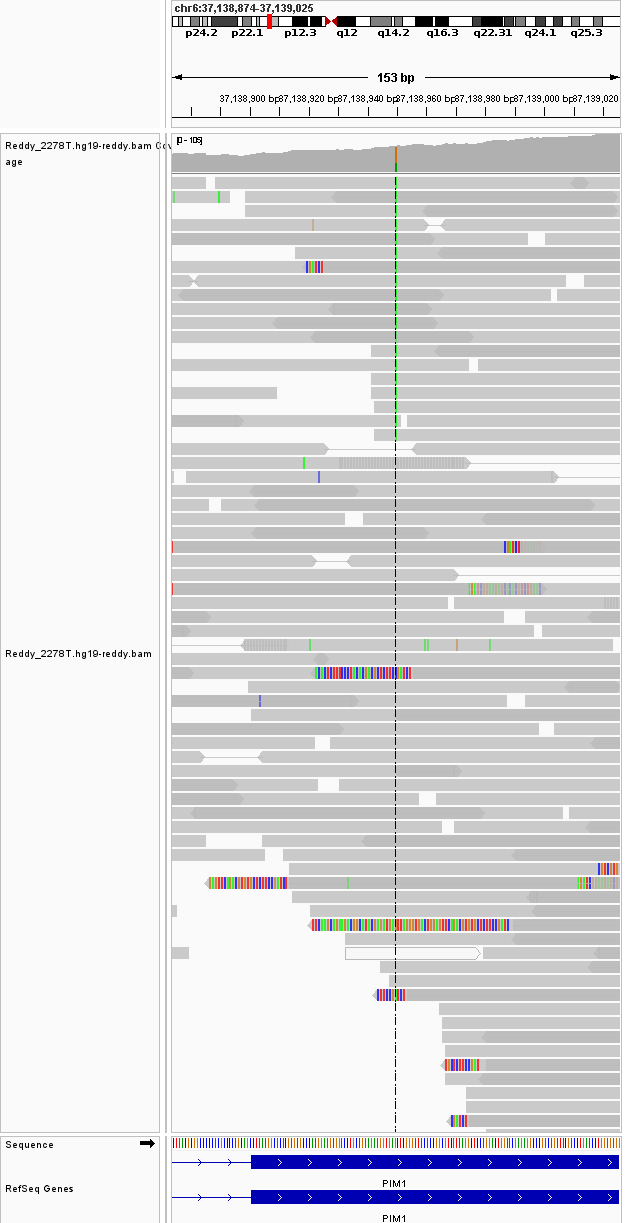 chr6:37,138,874-37,139,025
p24.2 p22.1 p12.3 q12 q14.2 q16.3 q22.31 q24.1 q25.3
153 bp
37,138,900 bp 37,138,920 bp 37,138,940 bp 37,138,960 bp 37,138,980 bp 37,139,000 bp 37,139,020
Reddy_2278T.hg19-reddy.bam Cov
age
[0 - 106]
Reddy_2278T.hg19-reddy.bam
Sequence
PIM1
RefSeq Genes
PIM1